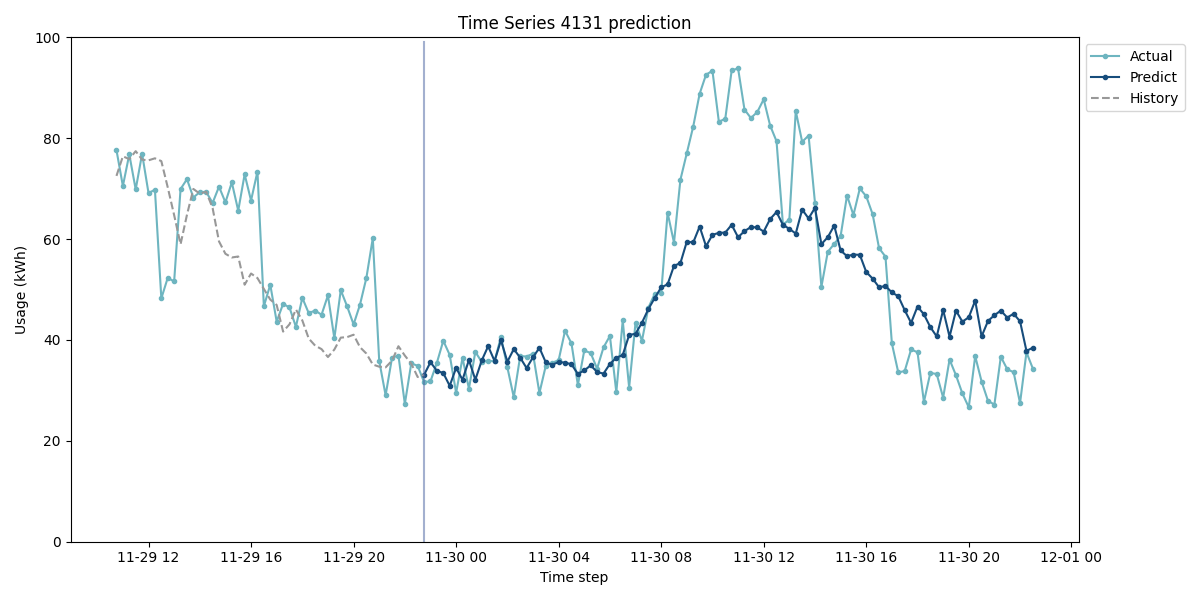 Time Series 4131 prediction
Usage (kWh)
100
80
60
40
20
0
11-29 12
11-29 16
11-29 20
11-30 00
11-30 04
11-30 08
11-30 12
11-30 16
11-30 20
12-01 00
Time step
Actual
Predict
History